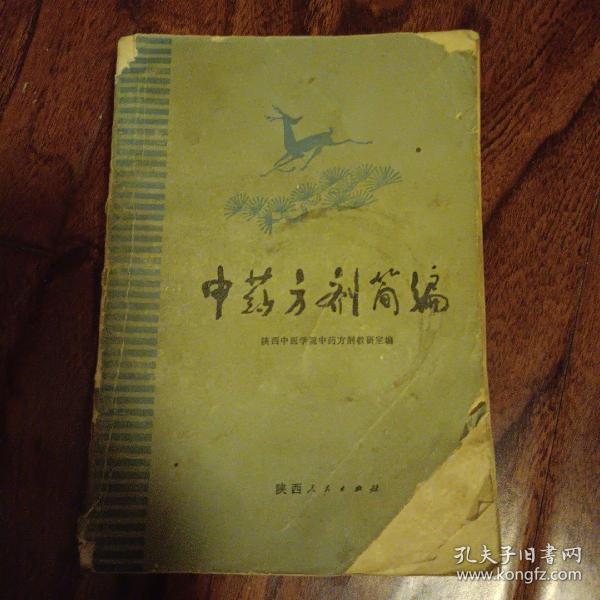 中药方剂简编
陕西中医学院中药方剂教研室编
陕西人民出版社
孔夫子旧書网
www.kongfz.com